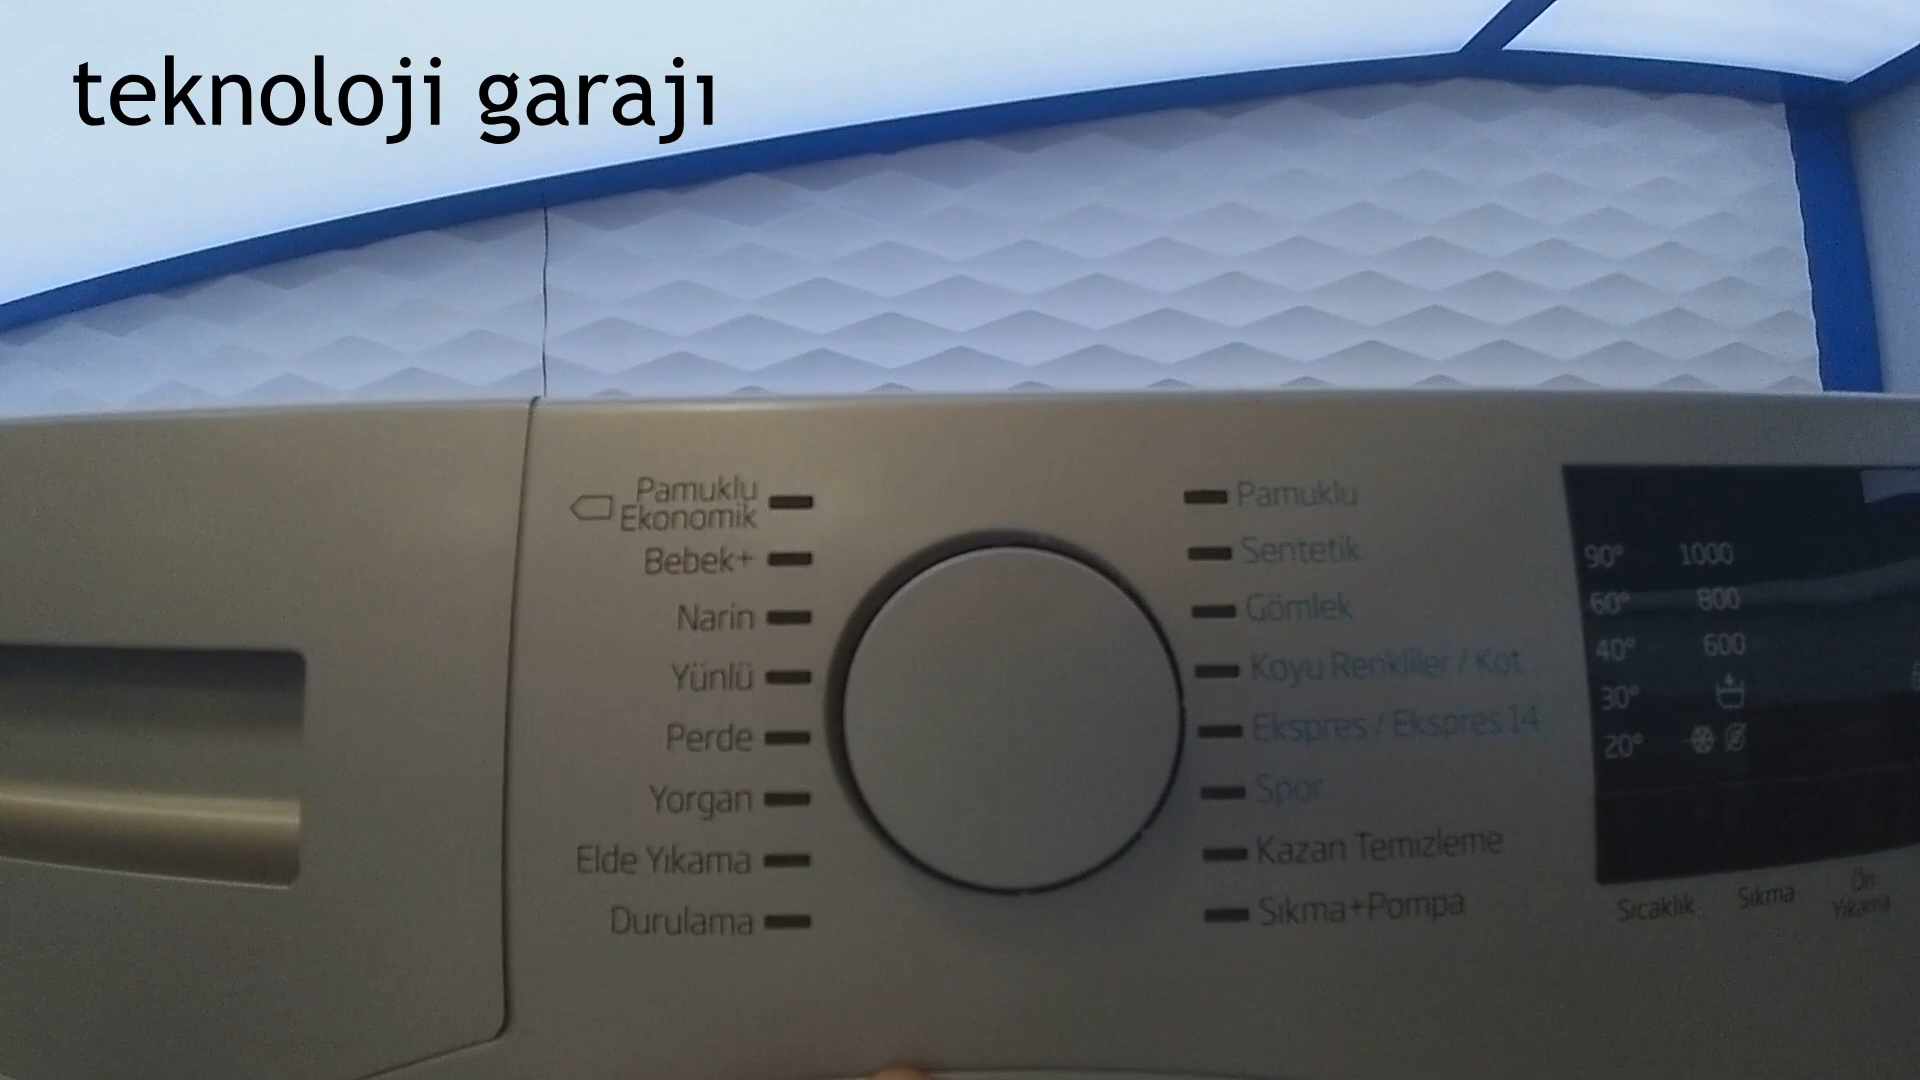 teknoloji garajı
Pamuklu
Ekonomik
Bebek+
Narin
Yünlü
Perde
Yorgan
Elde Yıkama
Durulama
Pamuklu
Sentetik
Gömlek
Koyu Renkliler / Kot
Ekspres / Ekspres 14
Spor
Kazan Temizleme
Sıkma+Pompa
90° 1000
60° 800
40° 600
30°
20°
Sıcaklık
Sıkma
Ön
Yıkama